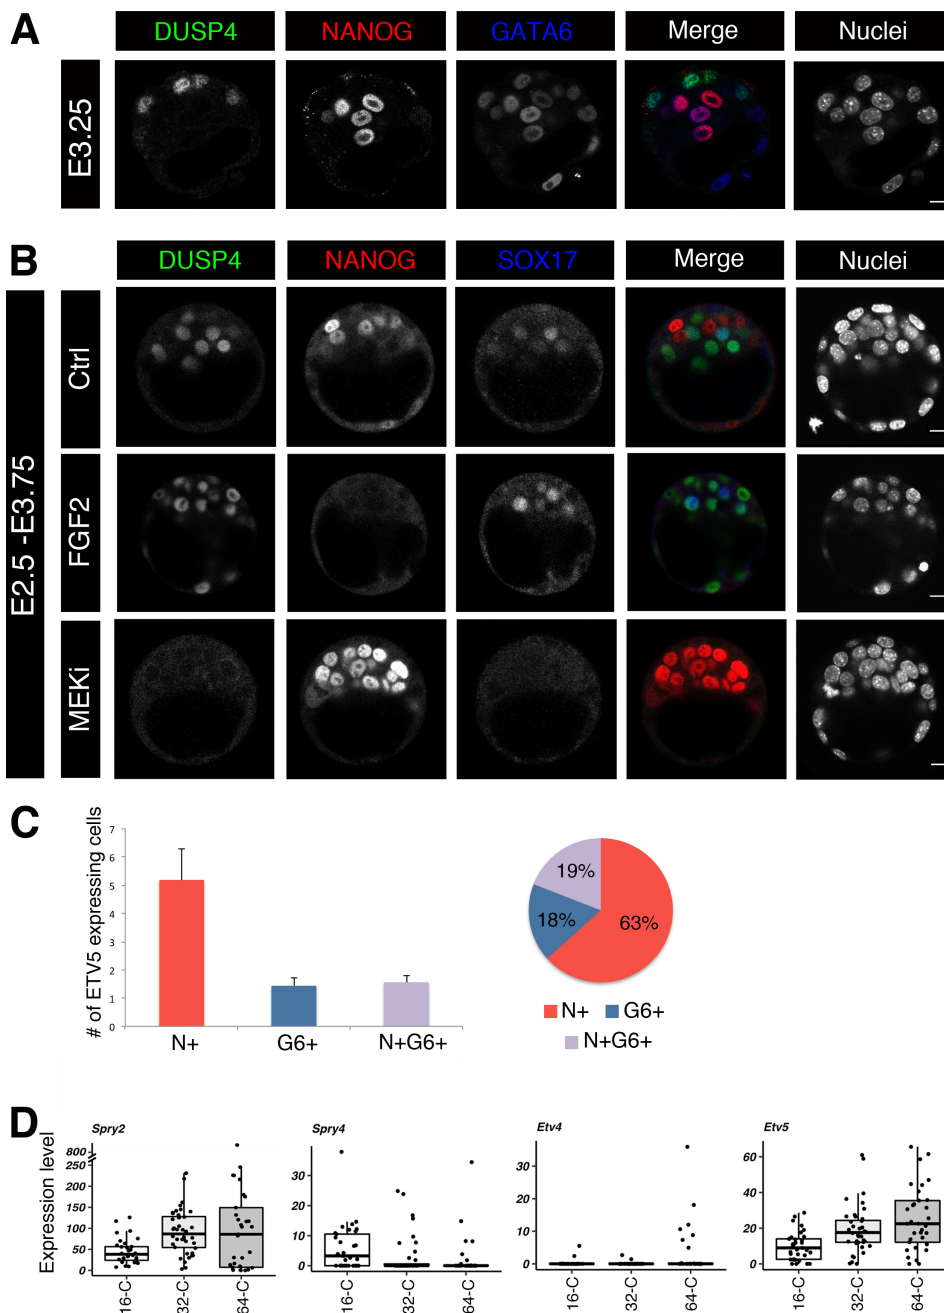 A
DUSP4 NANOG GATA6 Merge Nuclei
E3.25
B
DUSP4 NANOG SOX17 Merge Nuclei
E2.5 -E3.75
Ctrl
FGF2
MEKi
C
# of ETV5 expressing cells
7
6
5
4
3
2
1
0
N+ G6+ N+G6+
19%
18%
63%
N+ G6+
N+G6+
D
Expression level
Spry2
800
250
200
150
100
50
0
16-C 32-C 64-C
Spry4
30
20
10
0
16-C 32-C 64-C
Etv4
30
20
10
0
16-C 32-C 64-C
Etv5
60
40
20
0
16-C 32-C 64-C